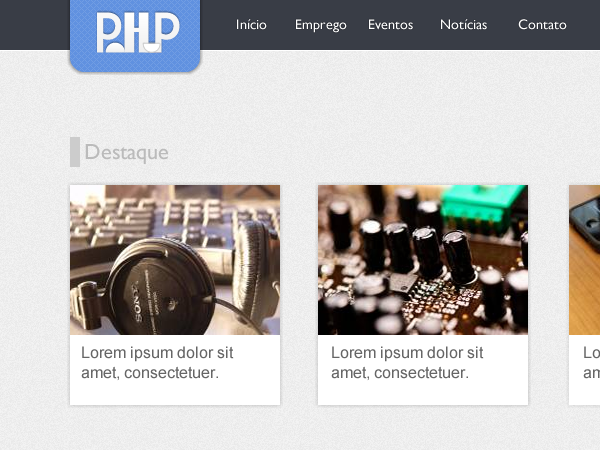 PHP
Início Emprego Eventos Notícias Contato
Destaque
SONY
Lorem ipsum dolor sit
amet, consectetuer.
Lorem ipsum dolor sit
amet, consectetuer.
Lo
am